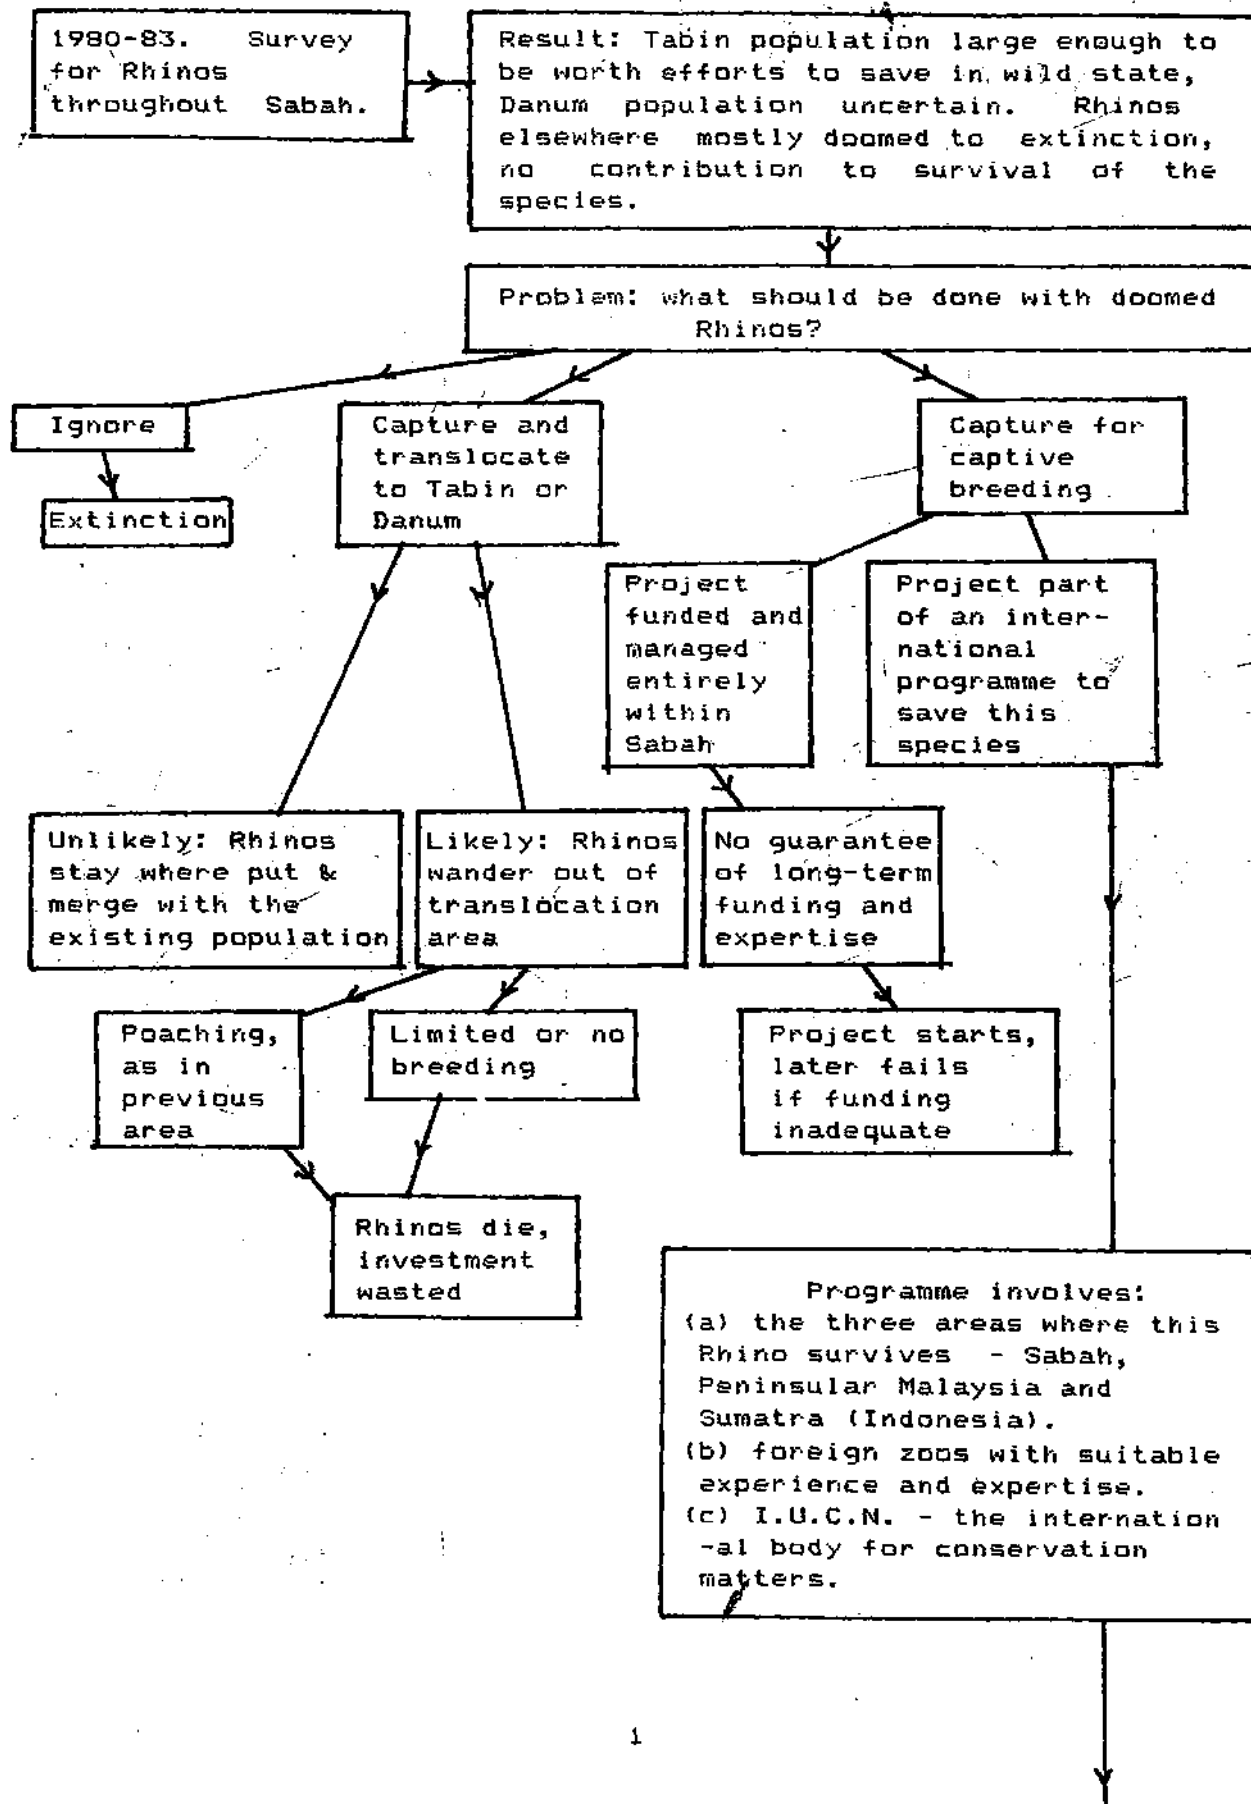 1980-83. Survey
for Rhinos
throughout Sabah.
Result: Tabin population large enough to
be worth efforts to save in wild state,
Danum population uncertain. Rhinos
elsewhere mostly doomed to extinction,
no contribution to survival of the
species.
Problem: what should be done with doomed
Rhinos?
Ignore
Extinction
Capture and
translocate
to Tabin or
Danum
Capture for
captive
breeding
Project
funded and
managed
entirely
within
Sabah
Project part
of an inter-
national
programme to
save this
species
Unlikely: Rhinos
stay where put &
merge with the
existing population
Likely: Rhinos
wander out of
translocation
area
No guarantee
of long-term
funding and
expertise
Poaching,
as in
previous
area
Limited or no
breeding
Project starts,
later fails
if funding
inadequate
Rhinos die,
investment
wasted
Programme involves:
(a) the three areas where this
Rhino survives - Sabah,
Peninsular Malaysia and
Sumatra (Indonesia).
(b) foreign zoos with suitable
experience and expertise.
(c) I.U.C.N. - the internation
-al body for conservation
matters.
1